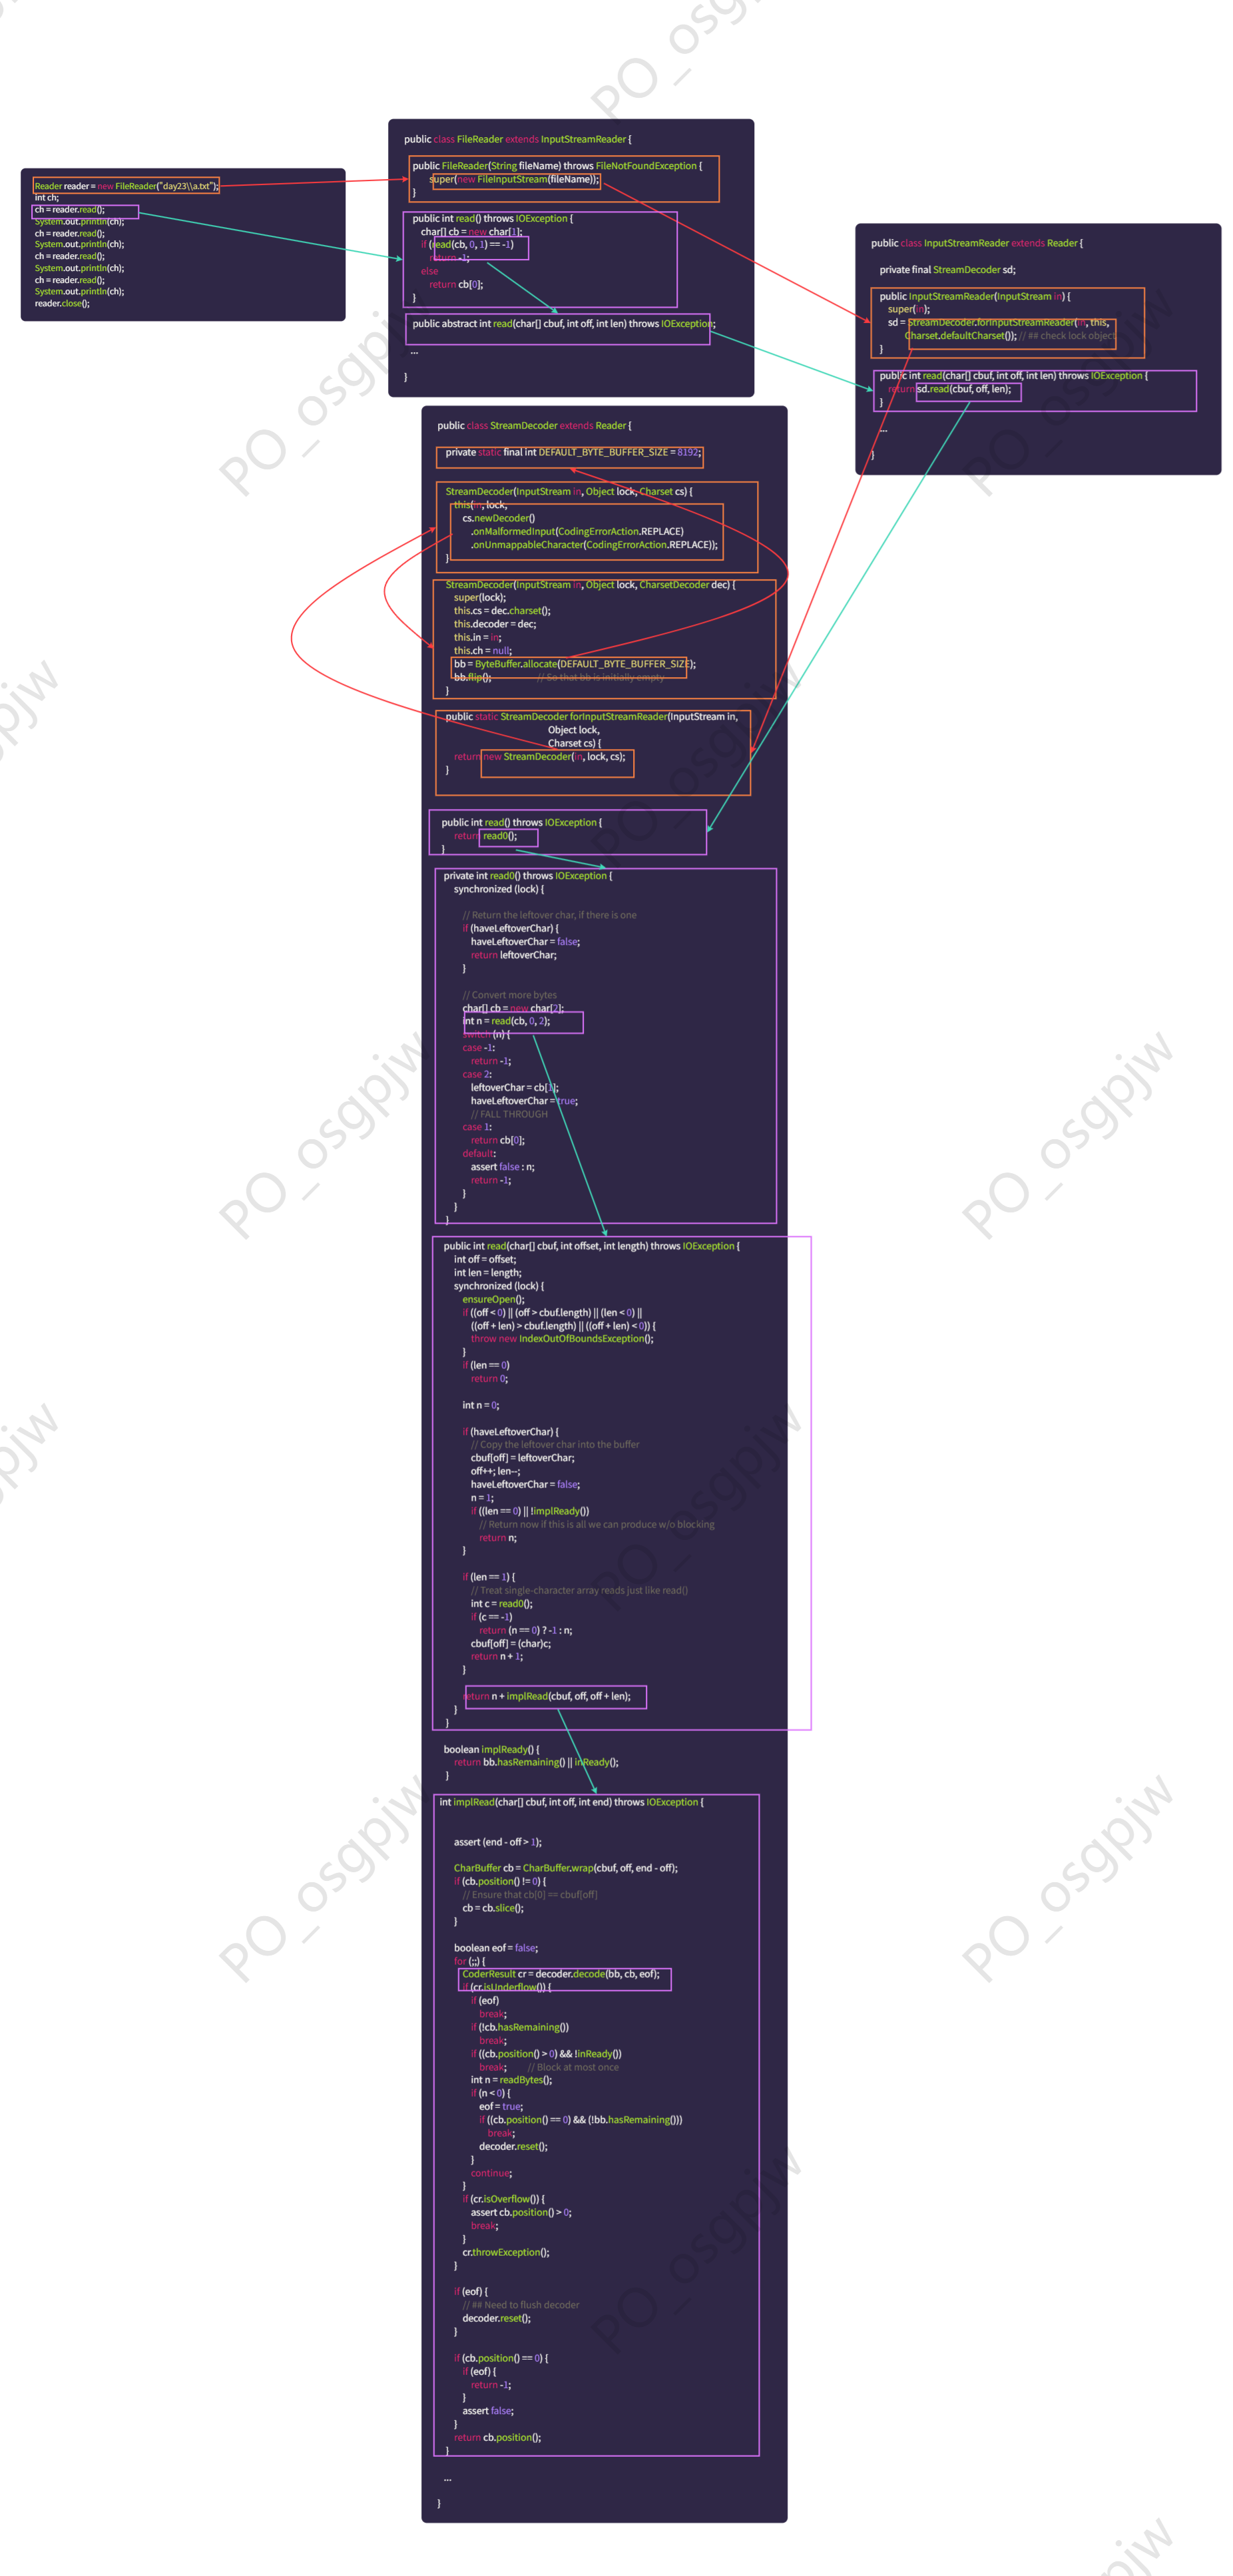 Reader reader = new FileReader("day23\\a.txt");
int ch;
ch = reader.read();
System.out.println(ch);
ch = reader.read();
System.out.println(ch);
ch = reader.read();
System.out.println(ch);
ch = reader.read();
System.out.println(ch);
reader.close();
public class FileReader extends InputStreamReader {
public FileReader(String fileName) throws FileNotFoundException {
super(new FileInputStream(fileName));
}
public int read() throws IOException {
char[] cb = new char[1];
if (read(cb, 0, 1) == -1)
return -1;
else
return cb[0];
}
public abstract int read(char[] cbuf, int off, int len) throws IOException;
...
}
public class InputStreamReader extends Reader {
private final StreamDecoder sd;
public InputStreamReader(InputStream in) {
super(in);
sd = StreamDecoder.forInputStreamReader(in, this,
Charset.defaultCharset()); // ## check lock object
}
public int read(char[] cbuf, int off, int len) throws IOException {
return sd.read(cbuf, off, len);
}
...
}
public class StreamDecoder extends Reader {
private static final int DEFAULT_BYTE_BUFFER_SIZE = 8192;
StreamDecoder(InputStream in, Object lock, Charset cs) {
this(in, lock,
cs.newDecoder()
.onMalformedInput(CodingErrorAction.REPLACE)
.onUnmappableCharacter(CodingErrorAction.REPLACE));
}
StreamDecoder(InputStream in, Object lock, CharsetDecoder dec) {
super(lock);
this.cs = dec.charset();
this.decoder = dec;
this.in = in;
this.ch = null;
bb = ByteBuffer.allocate(DEFAULT_BYTE_BUFFER_SIZE);
bb.flip(); // So that bb is initially empty
}
public static StreamDecoder forInputStreamReader(InputStream in,
Object lock,
Charset cs) {
return new StreamDecoder(in, lock, cs);
}
public int read() throws IOException {
return read0();
}
private int read0() throws IOException {
synchronized (lock) {
// Return the leftover char, if there is one
if (haveLeftoverChar) {
haveLeftoverChar = false;
return leftoverChar;
}
// Convert more bytes
char[] cb = new char[2];
int n = read(cb, 0, 2);
switch (n) {
case -1:
return -1;
case 2:
leftoverChar = cb[1];
haveLeftoverChar = true;
// FALL THROUGH
case 1:
return cb[0];
default:
assert false : n;
return -1;
}
}
}
public int read(char[] cbuf, int offset, int length) throws IOException {
int off = offset;
int len = length;
synchronized (lock) {
ensureOpen();
if ((off < 0) || (off > cbuf.length) || (len < 0) ||
((off + len) > cbuf.length) || ((off + len) < 0)) {
throw new IndexOutOfBoundsException();
}
if (len == 0)
return 0;
int n = 0;
if (haveLeftoverChar) {
// Copy the leftover char into the buffer
cbuf[off] = leftoverChar;
off++; len--;
haveLeftoverChar = false;
n = 1;
if ((len == 0) || !implReady())
// Return now if this is all we can produce w/o blocking
return n;
}
if (len == 1) {
// Treat single-character array reads just like read()
int c = read0();
if (c == -1)
return (n == 0) ? -1 : n;
cbuf[off] = (char)c;
return n + 1;
}
return n + implRead(cbuf, off, off + len);
}
}
boolean implReady() {
return bb.hasRemaining() || inReady();
}
int implRead(char[] cbuf, int off, int end) throws IOException {
assert (end - off > 1);
CharBuffer cb = CharBuffer.wrap(cbuf, off, end - off);
if (cb.position() != 0) {
// Ensure that cb[0] == cbuf[off]
cb = cb.slice();
}
boolean eof = false;
for (;;) {
CoderResult cr = decoder.decode(bb, cb, eof);
if (cr.isUnderflow()) {
if (eof)
break;
if (!cb.hasRemaining())
break;
if ((cb.position() > 0) && !inReady())
break; // Block at most once
int n = readBytes();
if (n < 0) {
eof = true;
if ((cb.position() == 0) && (!bb.hasRemaining()))
break;
decoder.reset();
}
continue;
}
if (cr.isOverflow()) {
assert cb.position() > 0;
break;
}
cr.throwException();
}
if (eof) {
// ## Need to flush decoder
decoder.reset();
}
if (cb.position() == 0) {
if (eof) {
return -1;
}
assert false;
}
return cb.position();
}
...
}
PO_osgpjw
PO_osgpjw
PO_osgpjw
PO_osgpjw
PO_osgpjw
PO_osgpjw
PO_osgpjw
PO_osgpjw
PO_osgpjw
PO_osgpjw